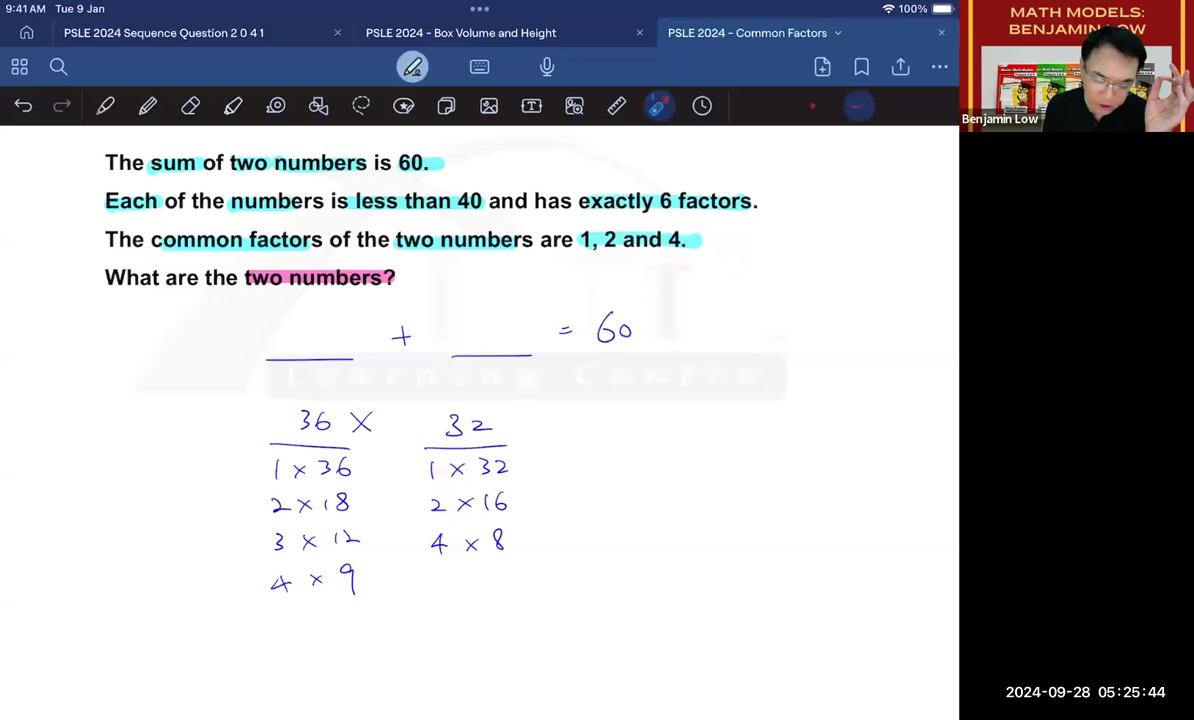 9:41 AM Tue 9 Jan
100%
PSLE 2024 Sequence Question 2 0 4 1
PSLE 2024 - Box Volume and Height
PSLE 2024 - Common Factors
MATH MODELS:
BENJAMIN LOW
Benjamin Low
The sum of two numbers is 60.
Each of the numbers is less than 40 and has exactly 6 factors.
The common factors of the two numbers are 1, 2 and 4.
What are the two numbers?
+ = 60
Learning Centre
36 X 32
1 × 36 1 × 32
2 × 18 2 × 16
3 × 12 4 × 8
4 × 9
2024-09-28 05:25:44